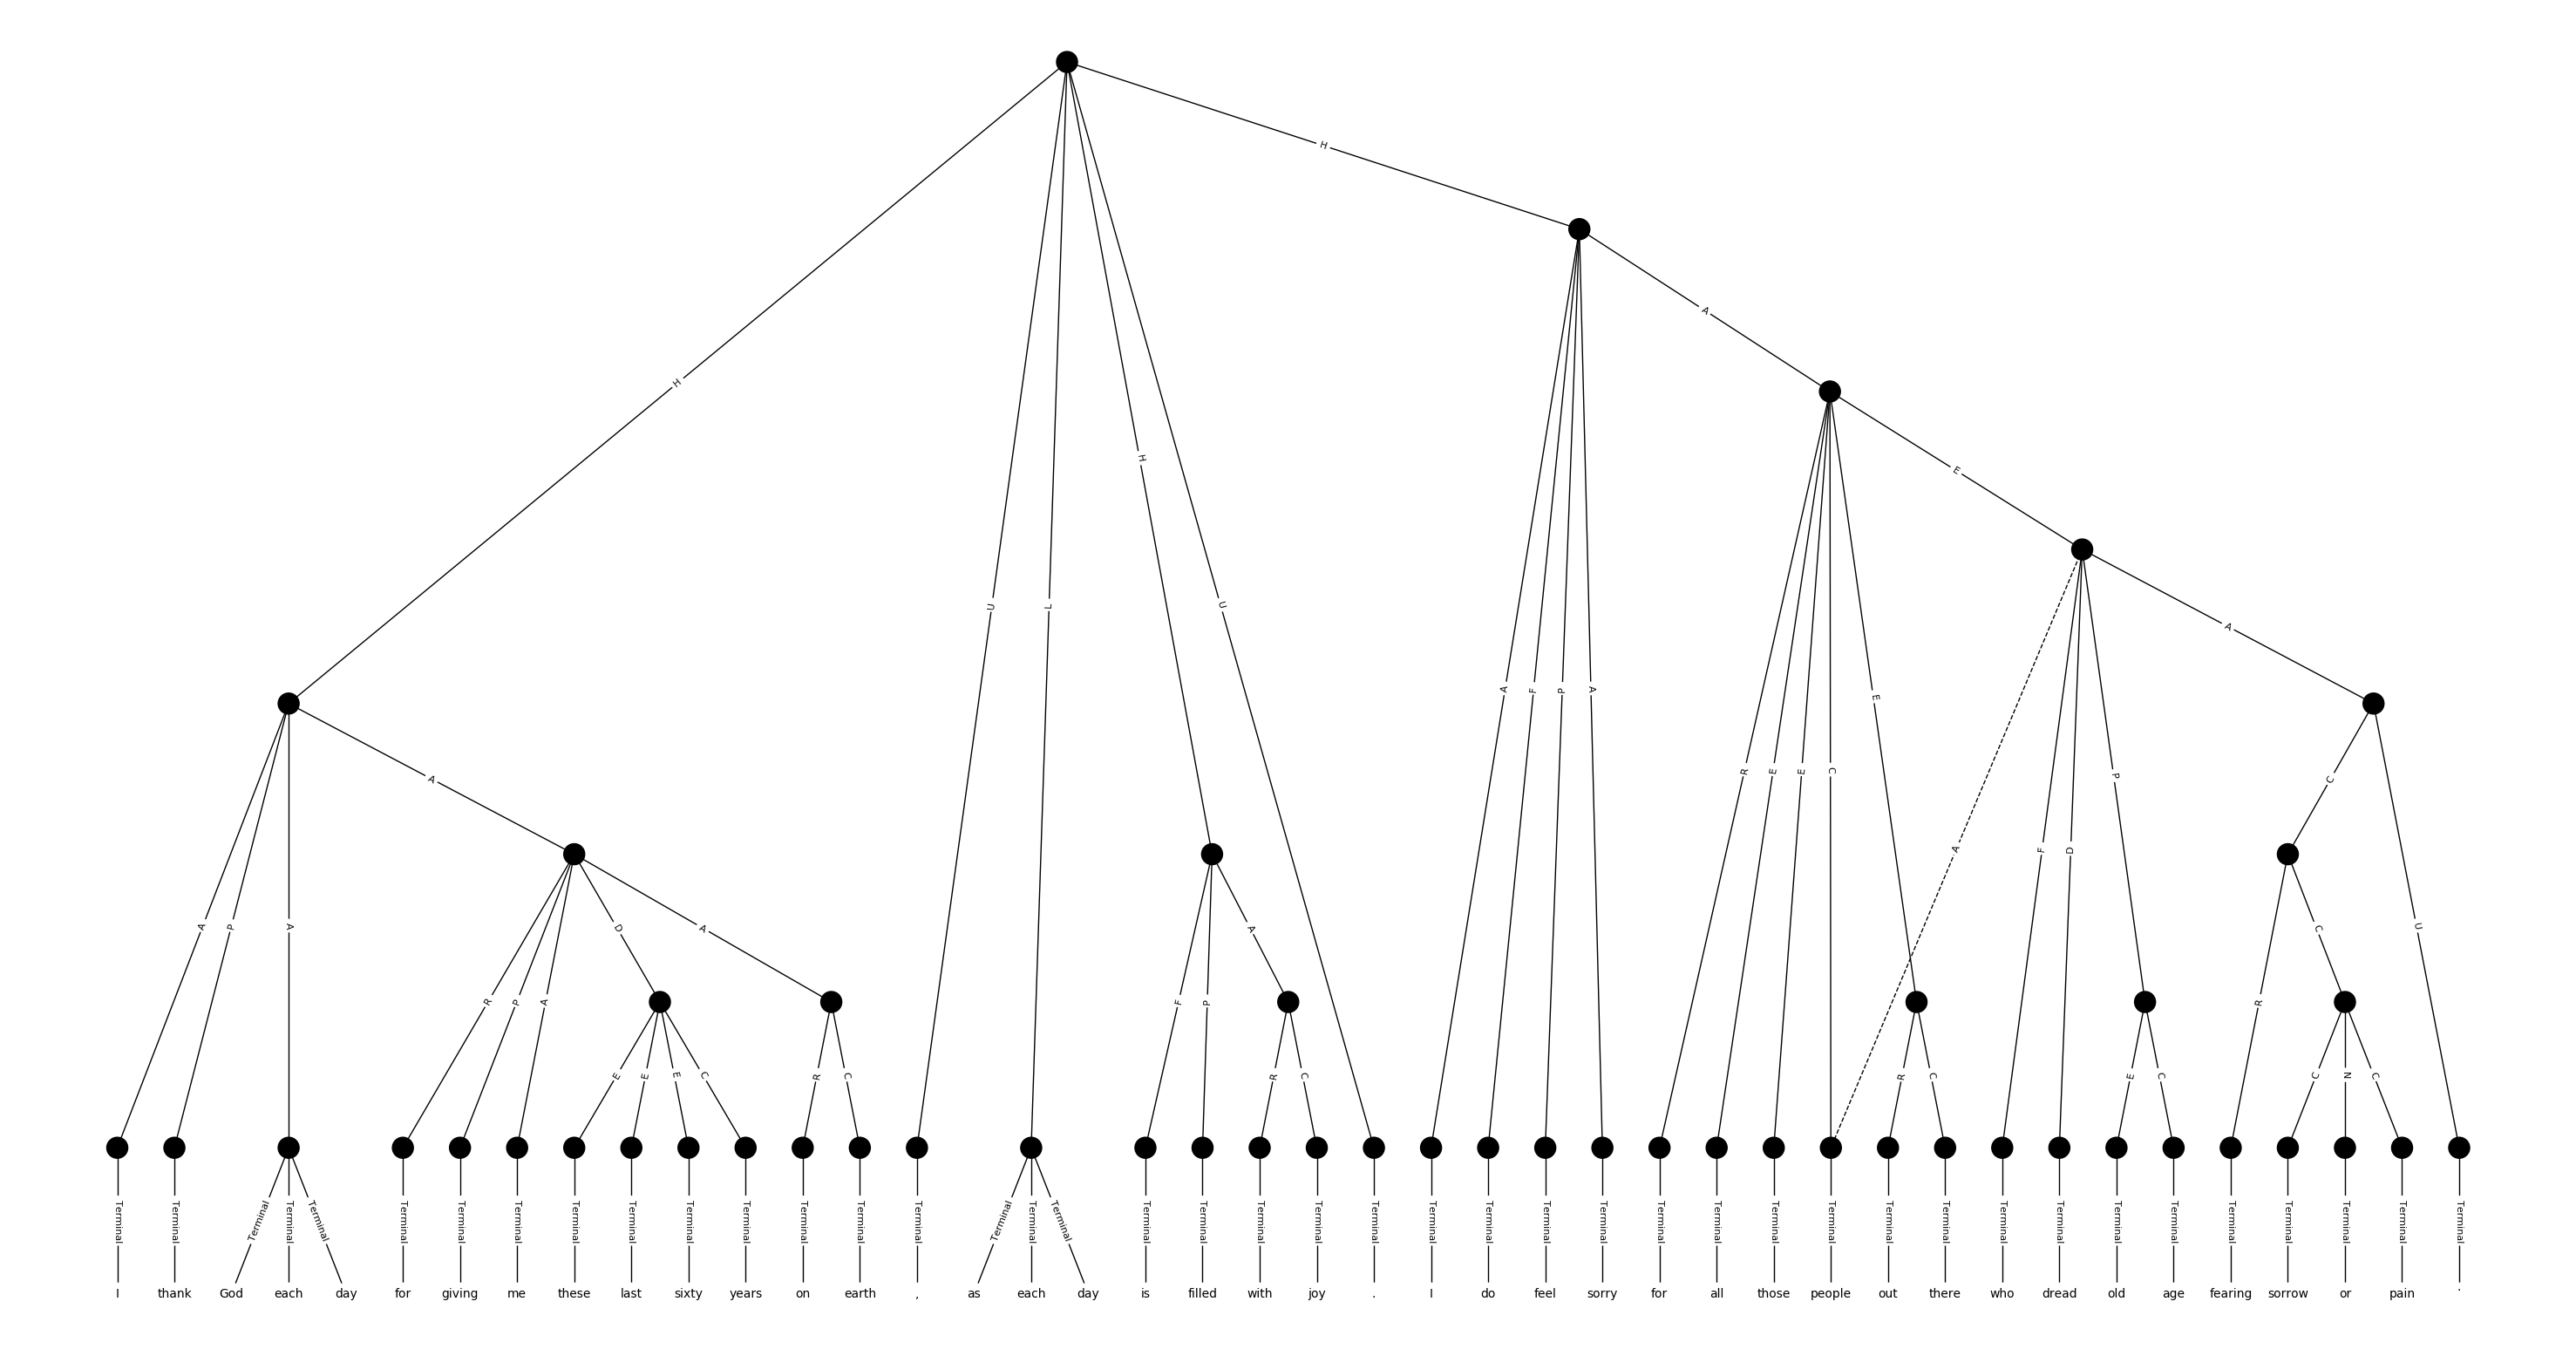 H
H
A
E
H
H
U
L
U
A
A
A
F
P
A
E
R
E
E
C
P
C
A
A
F
D
A
P
A
D
A
A
C
U
R
P
A
F
P
R
E
E
E
C
R
C
R
C
R
C
E
C
C
N
C
Terminal Terminal Terminal Terminal Terminal Terminal Terminal Terminal Terminal Terminal Terminal Terminal Terminal Terminal Terminal Terminal Terminal Terminal Terminal Terminal Terminal Terminal Terminal Terminal Terminal Terminal Terminal Terminal Terminal Terminal Terminal Terminal Terminal Terminal Terminal Terminal Terminal Terminal Terminal Terminal Terminal Terminal
I thank God each day for giving me these last sixty years on earth , as each day is filled with joy . I do feel sorry for all those people out there who dread old age fearing sorrow or pain .